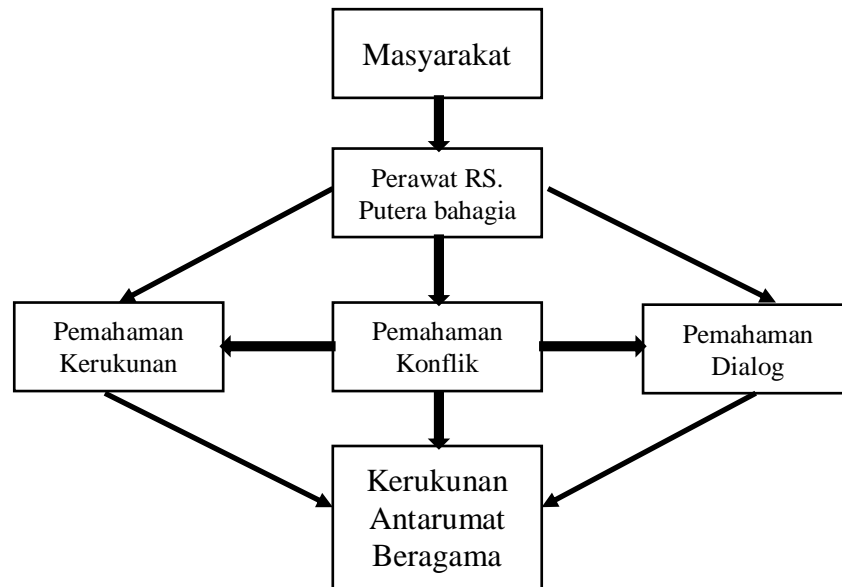 Masyarakat
Perawat RS.
Putera bahagia
Pemahaman
Kerukunan
Pemahaman
Konflik
Pemahaman
Dialog
Kerukunan
Antarumat
Beragama